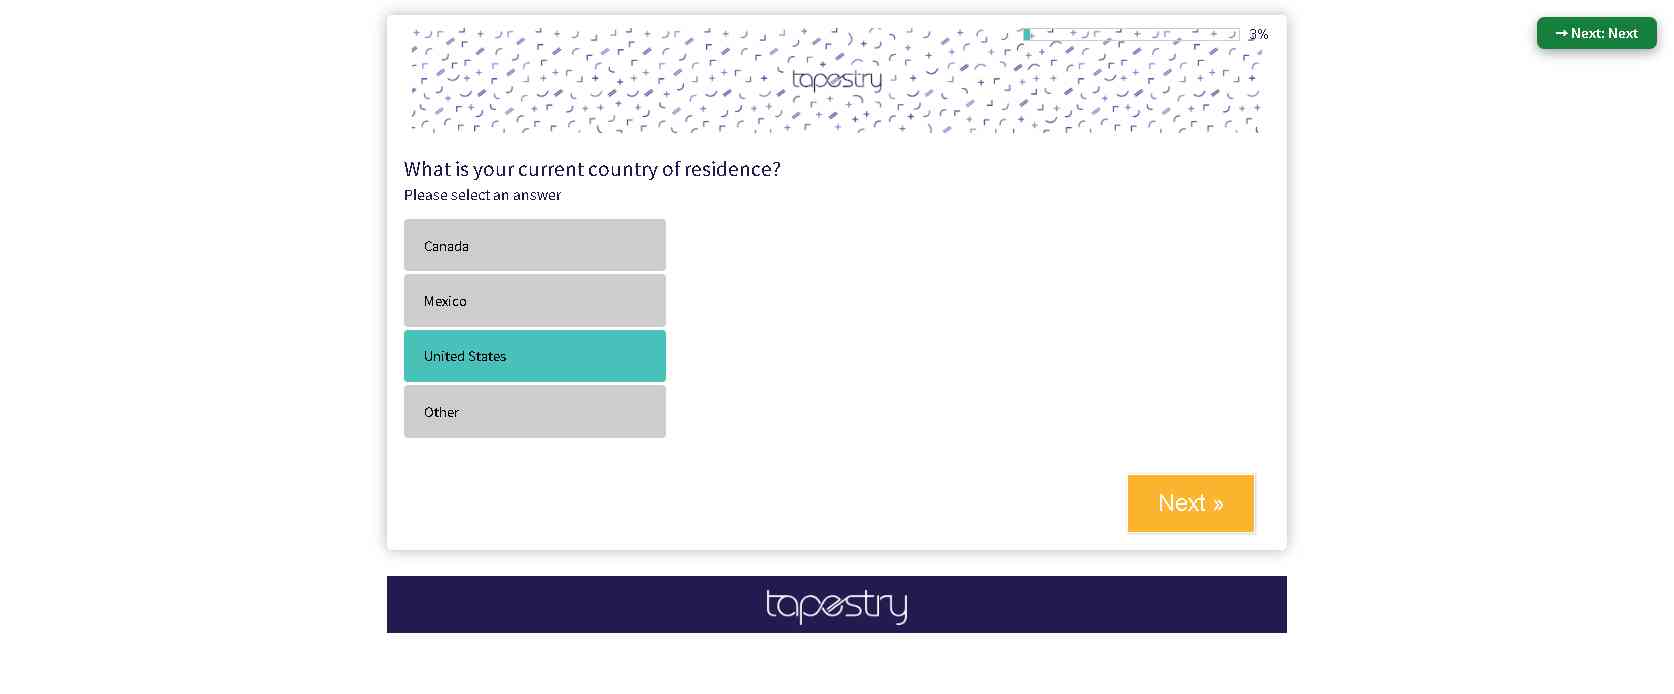 3%
→ Next: Next
tapestry
What is your current country of residence?
Please select an answer
Canada
Mexico
United States
Other
Next »
tapestry